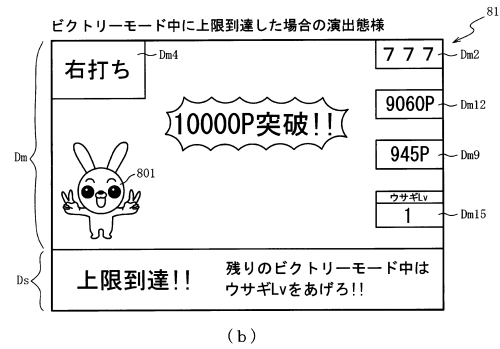 ビクトリーモード中に上限到達した場合の演出態様
81
右打ち
Dm4
7 7 7
Dm2
10000P突破!!
9060P
Dm12
Dm
945P
Dm9
801
ウサギLv
1
Dm15
Ds
上限到達!!
残りのビクトリーモード中は
ウサギLvをあげろ!!
(b)